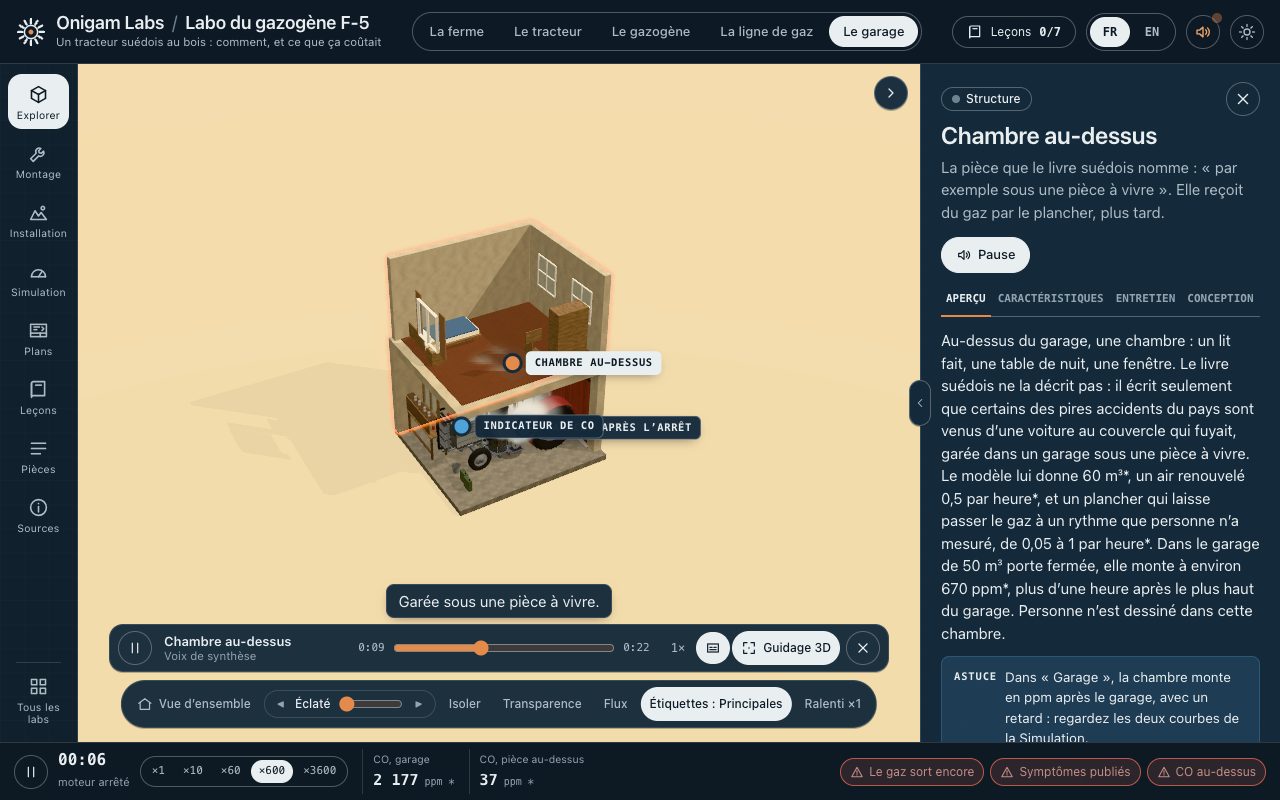 Onigam Labs / Labo du gazogène F-5
Un tracteur suédois au bois : comment, et ce que ça coûtait
La ferme
Le tracteur
Le gazogène
La ligne de gaz
Le garage
Leçons 0/7
FR
EN
Explorer
Montage
Installation
Simulation
Plans
Leçons
Pièces
Sources
Tous les
labs
CHAMBRE AU-DESSUS
INDICATEUR DE CO
APRÈS L'ARRÊT
Garée sous une pièce à vivre.
Chambre au-dessus
Voix de synthèse
0:09
0:22
1×
Guidage 3D
Vue d'ensemble
Éclaté
Isoler
Transparence
Flux
Étiquettes : Principales
Ralenti ×1
Structure
Chambre au-dessus
La pièce que le livre suédois nomme : « par
exemple sous une pièce à vivre ». Elle reçoit
du gaz par le plancher, plus tard.
Pause
APERÇU
CARACTÉRISTIQUES
ENTRETIEN
CONCEPTION
Au-dessus du garage, une chambre : un lit
fait, une table de nuit, une fenêtre. Le livre
suédois ne la décrit pas : il écrit seulement
que certains des pires accidents du pays sont
venus d'une voiture au couvercle qui fuyait,
garée dans un garage sous une pièce à vivre.
Le modèle lui donne 60 m³*, un air renouvelé
0,5 par heure*, et un plancher qui laisse
passer le gaz à un rythme que personne n'a
mesuré, de 0,05 à 1 par heure*. Dans le garage
de 50 m³ porte fermée, elle monte à environ
670 ppm*, plus d'une heure après le plus haut
du garage. Personne n'est dessiné dans cette
chambre.
ASTUCE Dans « Garage », la chambre monte
en ppm après le garage, avec un
retard : regardez les deux courbes de
la Simulation.
00:06
moteur arrêté
×1
×10
×60
×600
×3600
CO, garage
2 177 ppm *
CO, pièce au-dessus
37 ppm *
Le gaz sort encore
Symptômes publiés
CO au-dessus